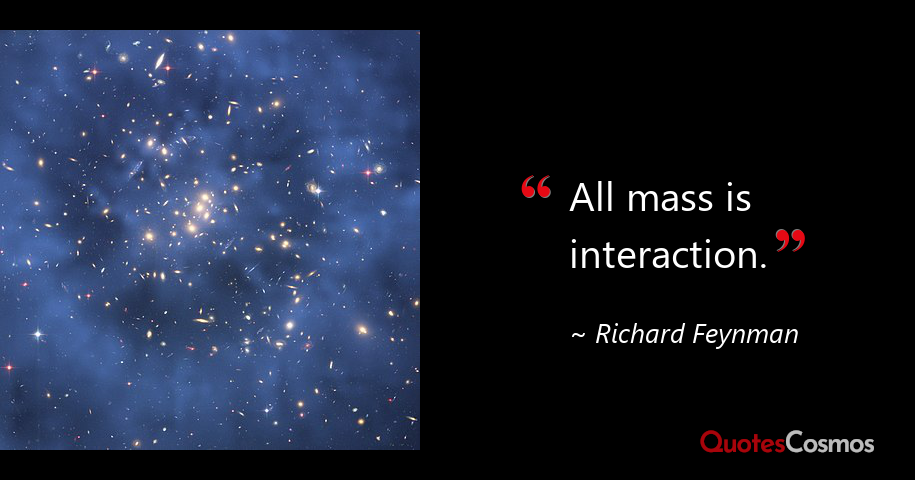 “ All mass is
interaction. ”
~ Richard Feynman
QuotesCosmos